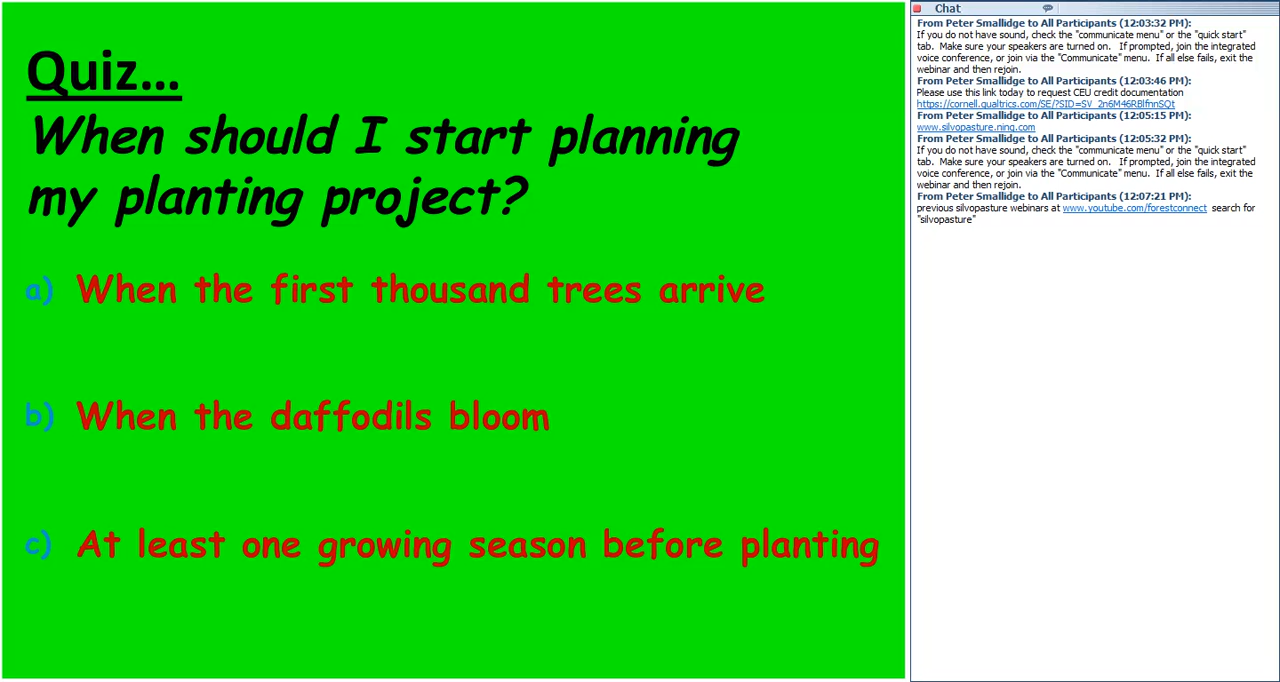 Quiz...
When should I start planning
my planting project?
a) When the first thousand trees arrive
b) When the daffodils bloom
c) At least one growing season before planting
Chat
From Peter Smallidge to All Participants (12:03:32 PM):
If you do not have sound, check the "communicate menu" or the "quick start"
tab. Make sure your speakers are turned on. If prompted, join the integrated
voice conference, or join via the "Communicate" menu. If all else fails, exit the
webinar and then rejoin.
From Peter Smallidge to All Participants (12:03:46 PM):
Please use this link today to request CEU credit documentation
https://cornell.qualtrics.com/SE/?SID=SV_2n6M46RBlfnnSQt
From Peter Smallidge to All Participants (12:05:15 PM):
www.silvopasture.ning.com
From Peter Smallidge to All Participants (12:05:32 PM):
If you do not have sound, check the "communicate menu" or the "quick start"
tab. Make sure your speakers are turned on. If prompted, join the integrated
voice conference, or join via the "Communicate" menu. If all else fails, exit the
webinar and then rejoin.
From Peter Smallidge to All Participants (12:07:21 PM):
previous silvopasture webinars at www.youtube.com/forestconnect search for
"silvopasture"